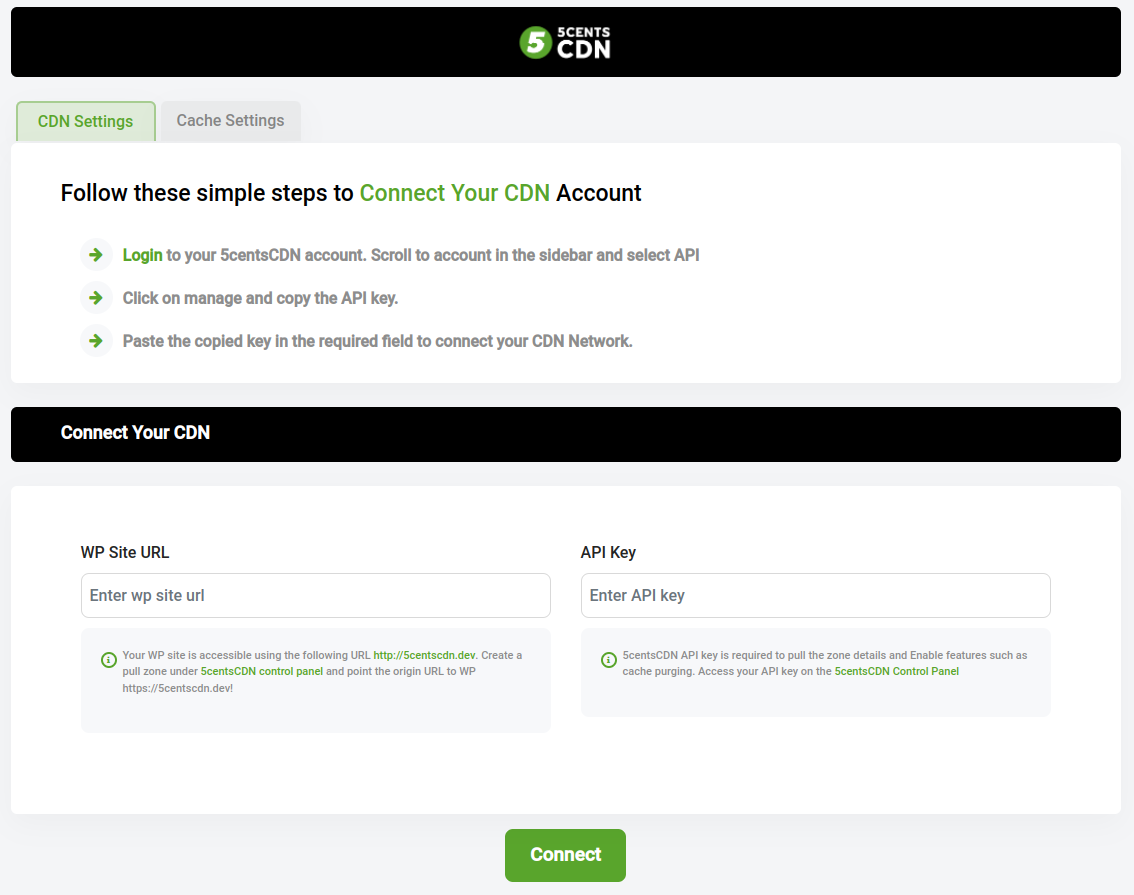 5 5CENTS
CDN
CDN Settings
Cache Settings
Follow these simple steps to Connect Your CDN Account
Login to your 5centsCDN account. Scroll to account in the sidebar and select API
Click on manage and copy the API key.
Paste the copied key in the required field to connect your CDN Network.
Connect Your CDN
WP Site URL
Enter wp site url
Your WP site is accessible using the following URL http://5centscdn.dev. Create a
pull zone under 5centsCDN control panel and point the origin URL to WP
https://5centscdn.dev!
API Key
Enter API key
5centsCDN API key is required to pull the zone details and Enable features such as
cache purging. Access your API key on the 5centsCDN Control Panel
Connect